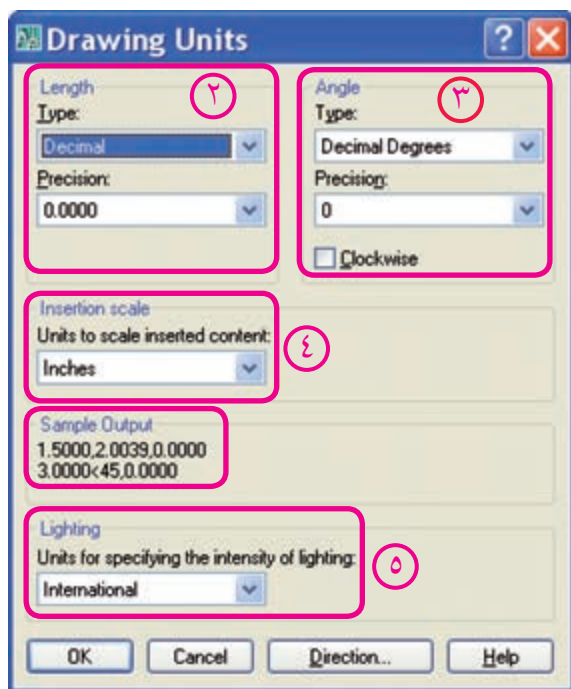 Drawing Units
Length ۲
Type:
Decimal
Precision:
0.0000
Angle ۳
Type:
Decimal Degrees
Precision:
0
Clockwise
Insertion scale
Units to scale inserted content:
Inches
٤
Sample Output
1.5000,2.0039,0.0000
3.0000<45,0.0000
Lighting
Units for specifying the intensity of lighting:
International
٥
OK Cancel Direction... Help